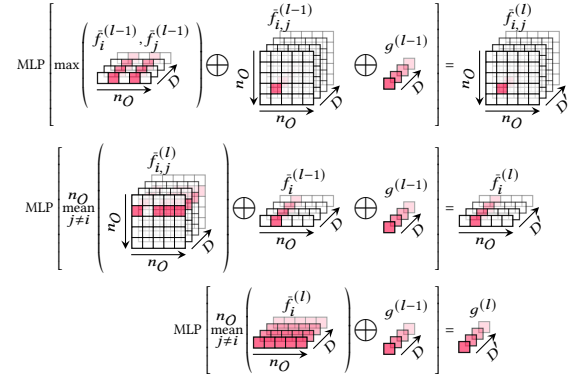 MLP [ max ( f̃_i^(l-1), f̃_j^(l-1) n_O D ) ⊕ f̃_{i,j}^(l-1) n_O n_O ⊕ g^(l-1) D ] = f̃_{i,j}^(l) n_O n_O D'
MLP [ n_O mean j≠i ( f̃_{i,j}^(l) n_O n_O D' ) ⊕ f̃_i^(l-1) n_O D ⊕ g^(l-1) D ] = f̃_i^(l) n_O D'
MLP [ n_O mean j≠i ( f̃_i^(l) n_O D' ) ⊕ g^(l-1) D ] = g^(l) D'